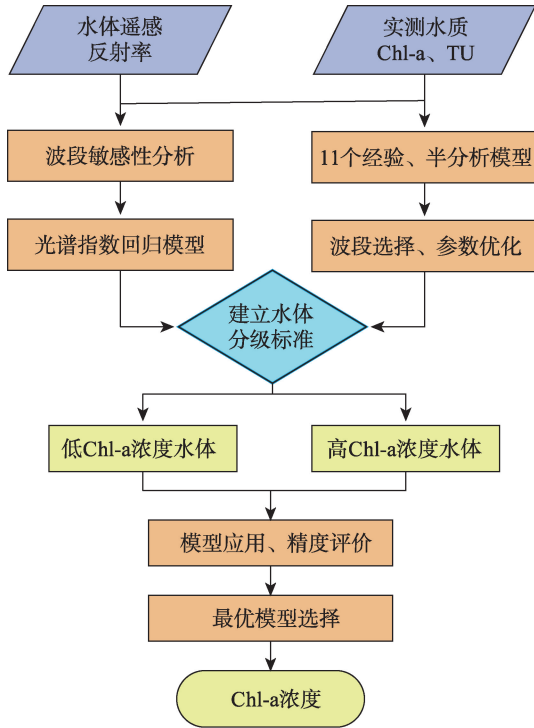 水体遥感
反射率
实测水质
Chl-a、TU
波段敏感性分析
11个经验、半分析模型
光谱指数回归模型
波段选择、参数优化
建立水体
分级标准
低Chl-a浓度水体
高Chl-a浓度水体
模型应用、精度评价
最优模型选择
Chl-a浓度